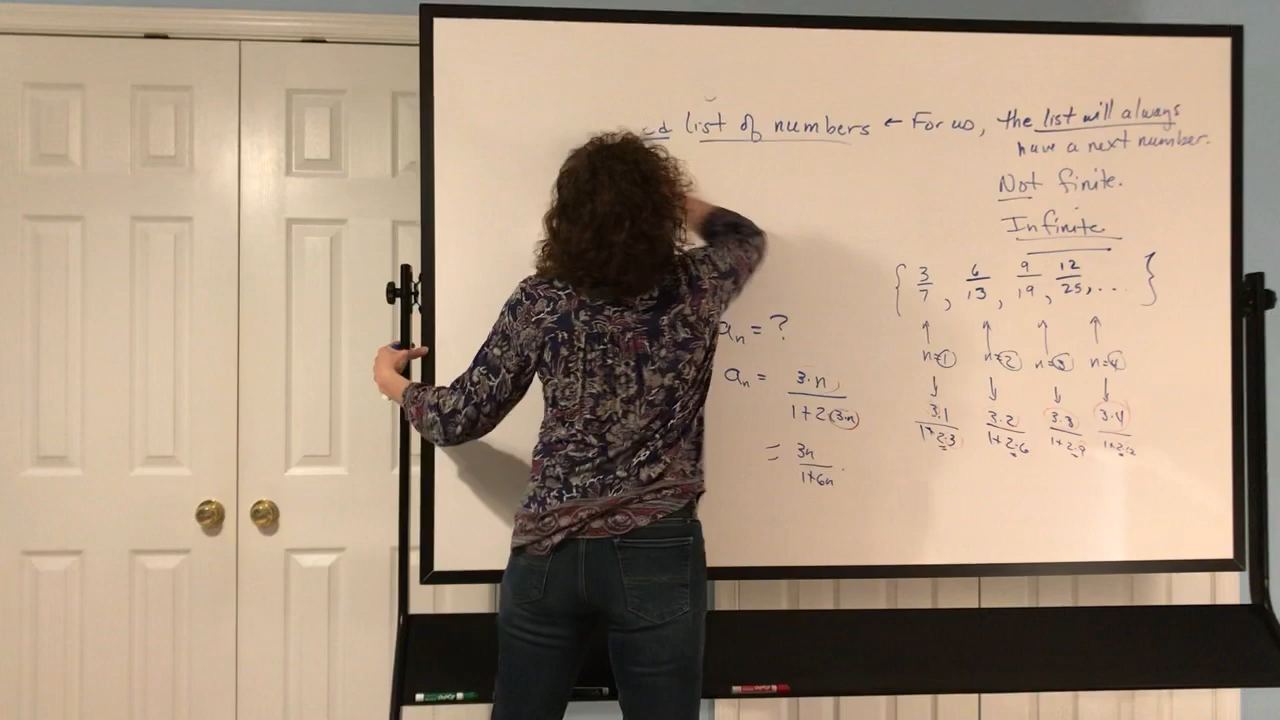 list of numbers ← For us, the list will always
have a next number.
Not finite.
Infinite.
{ 3/7, 6/13, 9/19, 12/25, ... }
aₙ = ?
n=1 n=2 n=3 n=4
aₙ = 3·n / 1+2(3·n)
3·1 / 1+2·3 3·2 / 1+2·6 3·3 / 1+2·9 3·4 / 1+2·12
= 3n / 1+6n